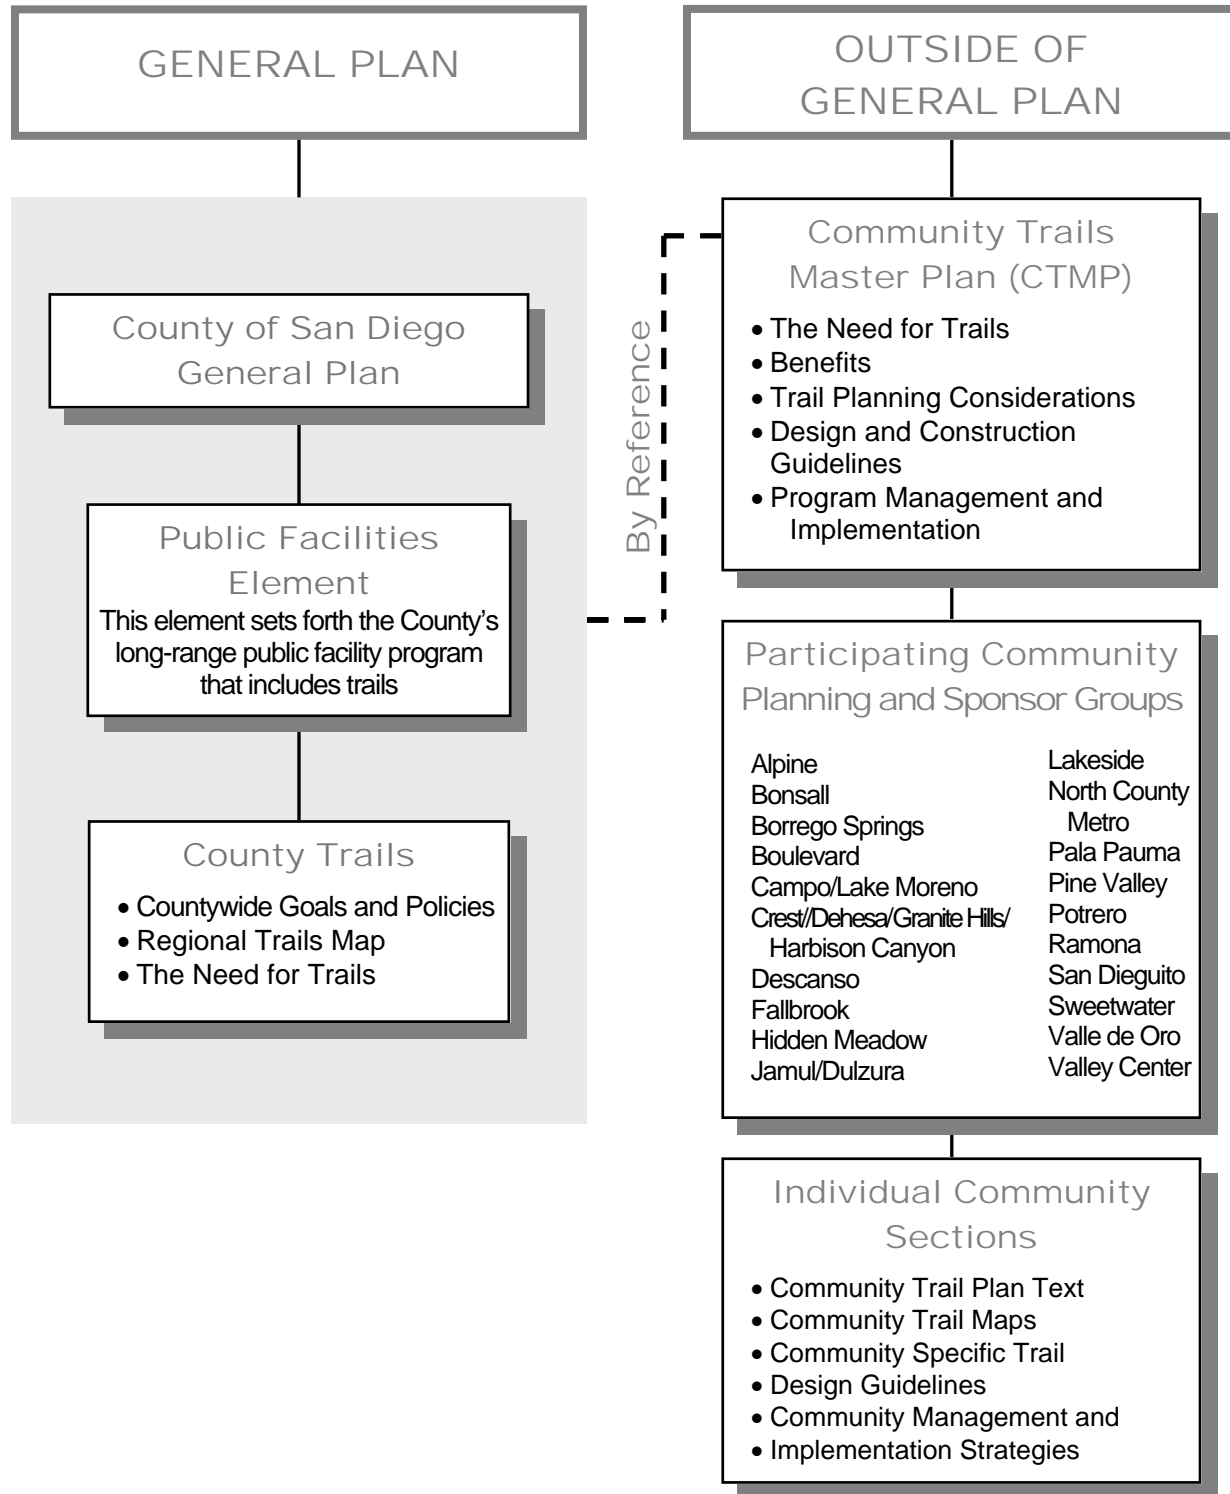 GENERAL PLAN
County of San Diego
General Plan
Public Facilities
Element
This element sets forth the County’s
long-range public facility program
that includes trails
County Trails
• Countywide Goals and Policies
• Regional Trails Map
• The Need for Trails
By Reference
OUTSIDE OF
GENERAL PLAN
Community Trails
Master Plan (CTMP)
• The Need for Trails
• Benefits
• Trail Planning Considerations
• Design and Construction
Guidelines
• Program Management and
Implementation
Participating Community
Planning and Sponsor Groups
Alpine
Bonsall
Borrego Springs
Boulevard
Campo/Lake Moreno
Crest//Dehesa/Granite Hills/
Harbison Canyon
Descanso
Fallbrook
Hidden Meadow
Jamul/Dulzura
Lakeside
North County
Metro
Pala Pauma
Pine Valley
Potrero
Ramona
San Dieguito
Sweetwater
Valle de Oro
Valley Center
Individual Community
Sections
• Community Trail Plan Text
• Community Trail Maps
• Community Specific Trail
• Design Guidelines
• Community Management and
• Implementation Strategies